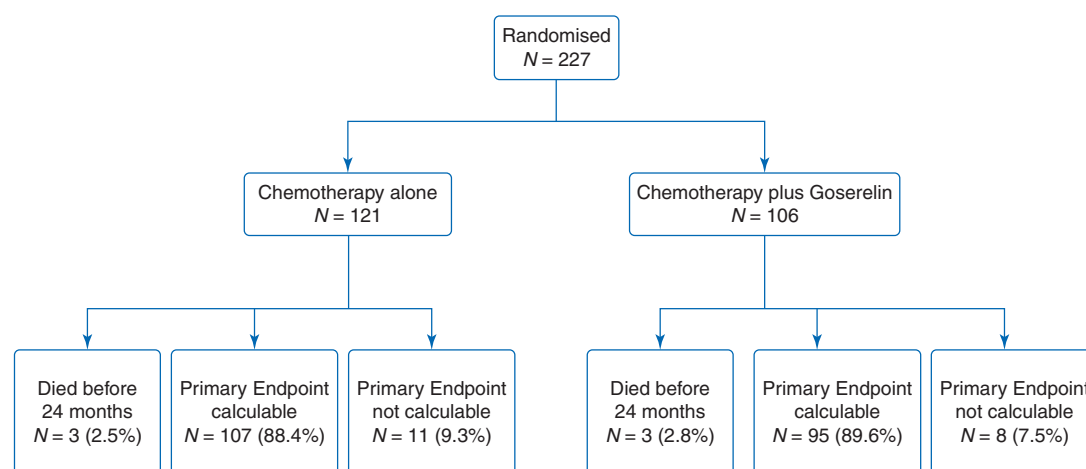 Randomised
N = 227
Chemotherapy alone
N = 121
Chemotherapy plus Goserelin
N = 106
Died before
24 months
N = 3 (2.5%)
Primary Endpoint
calculable
N = 107 (88.4%)
Primary Endpoint
not calculable
N = 11 (9.3%)
Died before
24 months
N = 3 (2.8%)
Primary Endpoint
calculable
N = 95 (89.6%)
Primary Endpoint
not calculable
N = 8 (7.5%)